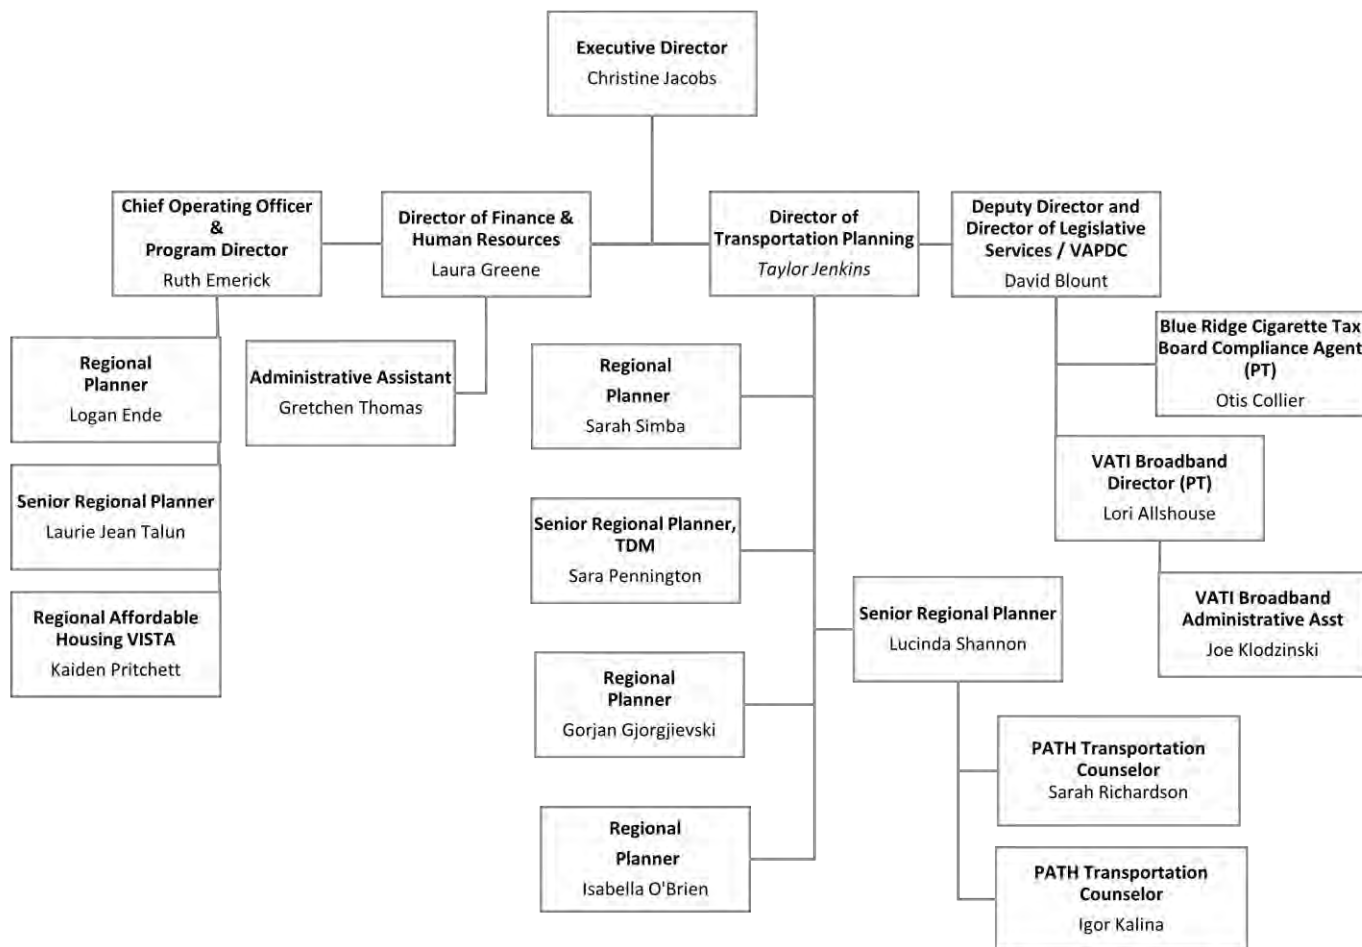 Executive Director
Christine Jacobs
Chief Operating Officer
&
Program Director
Ruth Emerick
Director of Finance &
Human Resources
Laura Greene
Director of
Transportation Planning
Taylor Jenkins
Deputy Director and
Director of Legislative
Services / VAPDC
David Blount
Regional
Planner
Logan Ende
Senior Regional Planner
Laurie Jean Talun
Regional Affordable
Housing VISTA
Kaiden Pritchett
Administrative Assistant
Gretchen Thomas
Regional
Planner
Sarah Simba
Senior Regional Planner,
TDM
Sara Pennington
Regional
Planner
Gorjan Gjorgjievski
Regional
Planner
Isabella O'Brien
Senior Regional Planner
Lucinda Shannon
PATH Transportation
Counselor
Sarah Richardson
PATH Transportation
Counselor
Igor Kalina
Blue Ridge Cigarette Tax
Board Compliance Agent
(PT)
Otis Collier
VATI Broadband
Director (PT)
Lori Allshouse
VATI Broadband
Administrative Asst
Joe Klodzinski